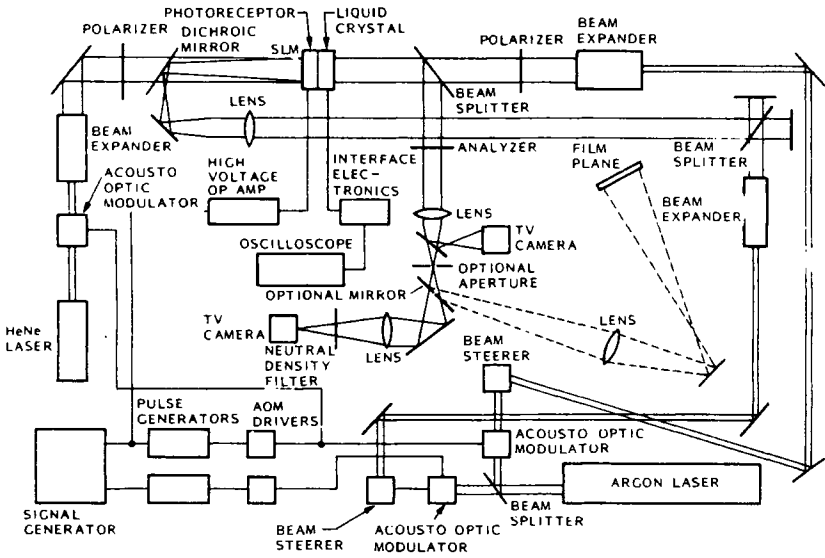 PHOTORECEPTOR
LIQUID
CRYSTAL
POLARIZER
DICHROIC
MIRROR
SLM
POLARIZER
BEAM
EXPANDER
BEAM
SPLITTER
LENS
BEAM
EXPANDER
ANALYZER
FILM
PLANE
BEAM
SPLITTER
ACOUSTO
OPTIC
MODULATOR
HIGH
VOLTAGE
OP AMP
INTERFACE
ELEC-
TRONICS
BEAM
EXPANDER
LENS
TV
CAMERA
OSCILLOSCOPE
OPTIONAL
APERTURE
OPTIONAL MIRROR
HeNe
LASER
TV
CAMERA
NEUTRAL
DENSITY
FILTER
LENS
LENS
BEAM
STEERER
PULSE
GENERATORS
AOM
DRIVERS
ACOUSTO OPTIC
MODULATOR
ARGON LASER
SIGNAL
GENERATOR
BEAM
STEERER
ACOUSTO OPTIC
MODULATOR
BEAM
SPLITTER